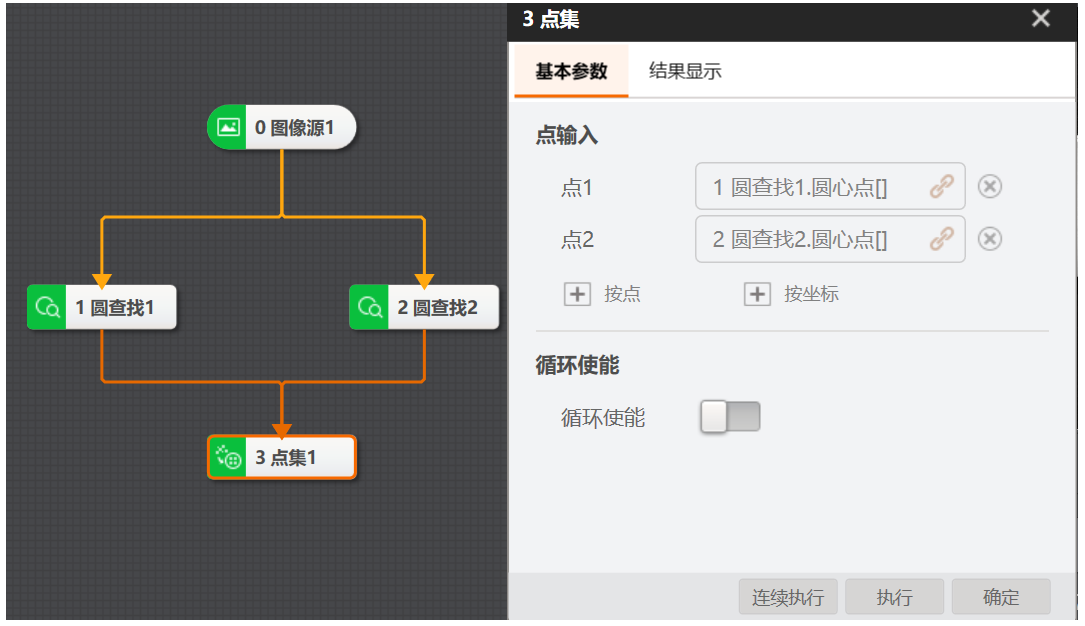 0 图像源1
1 圆查找1
2 圆查找2
3 点集1
3 点集
基本参数
结果显示
点输入
点1
1 圆查找1.圆心点[]
点2
2 圆查找2.圆心点[]
按点
按坐标
循环使能
循环使能
连续执行
执行
确定